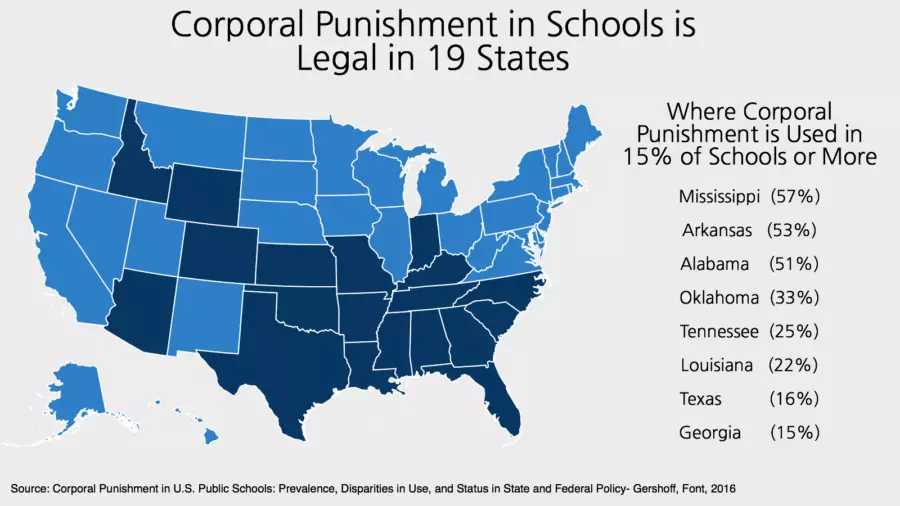 Corporal Punishment in Schools is
Legal in 19 States
Where Corporal
Punishment is Used in
15% of Schools or More
Mississippi (57%)
Arkansas (53%)
Alabama (51%)
Oklahoma (33%)
Tennessee (25%)
Louisiana (22%)
Texas (16%)
Georgia (15%)
Source: Corporal Punishment in U.S. Public Schools: Prevalence, Disparities in Use, and Status in State and Federal Policy- Gershoff, Font, 2016